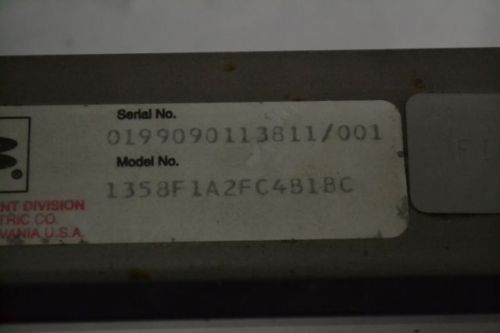 Serial No.
0199090113811/001
Model No.
1358F1A2FC4B1BC
NT DIVISION
TRIC CO.
VANIA U.S.A.